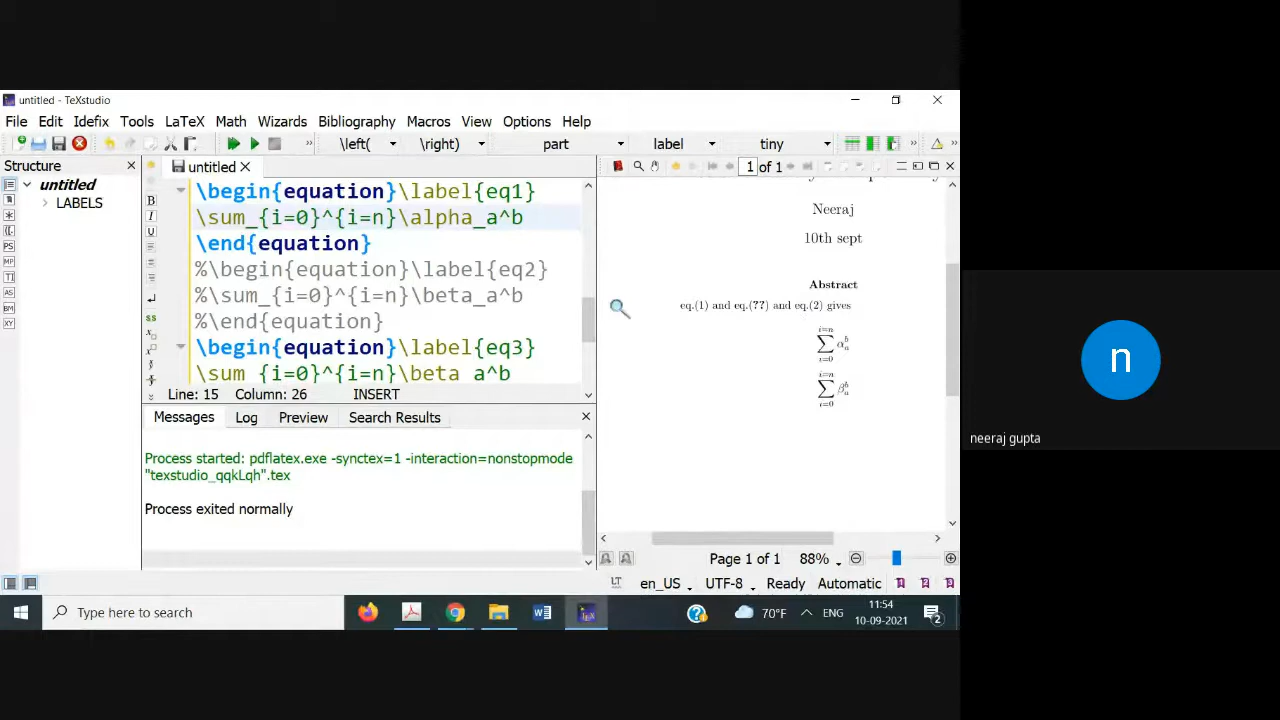 untitled - TeXstudio
File Edit Idefix Tools LaTeX Math Wizards Bibliography Macros View Options Help
\left( \right) part label tiny
Structure
untitled
LABELS
untitled
\begin{equation}\label{eq1}
\sum_{i=0}^{i=n}\alpha_a^b
\end{equation}
%\begin{equation}\label{eq2}
%\sum_{i=0}^{i=n}\beta_a^b
%\end{equation}
\begin{equation}\label{eq3}
\sum_{i=0}^{i=n}\beta_a^b
Line: 15 Column: 26 INSERT
Messages Log Preview Search Results
Process started: pdflatex.exe -synctex=1 -interaction=nonstopmode
"texstudio_qqkLqh".tex
Process exited normally
1 of 1
Neeraj
10th sept
Abstract
eq.(1) and eq.(??) and eq.(2) gives
i=n
∑ α_a^b
i=0
i=n
∑ β_a^b
i=0
Page 1 of 1 88%
en_US UTF-8 Ready Automatic
Type here to search
70°F ENG
11:54
10-09-2021
2
n
neeraj gupta